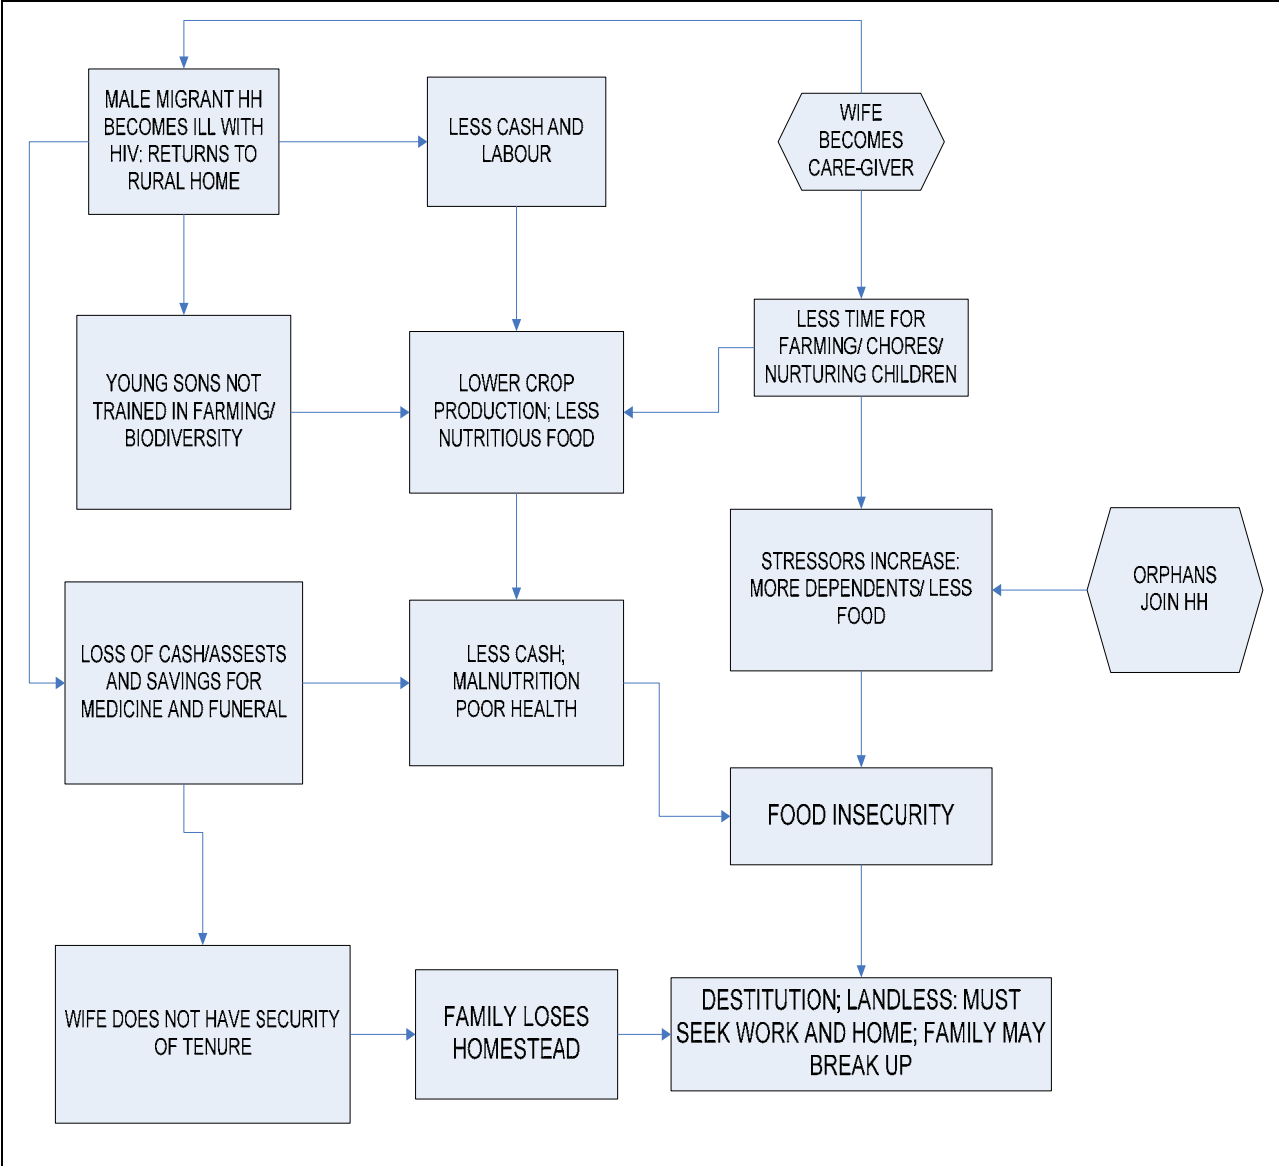 MALE MIGRANT HH
BECOMES ILL WITH
HIV: RETURNS TO
RURAL HOME
LESS CASH AND
LABOUR
WIFE
BECOMES
CARE-GIVER
YOUNG SONS NOT
TRAINED IN FARMING/
BIODIVERSITY
LOWER CROP
PRODUCTION; LESS
NUTRITIOUS FOOD
LESS TIME FOR
FARMING/ CHORES/
NURTURING CHILDREN
STRESSORS INCREASE:
MORE DEPENDENTS/ LESS
FOOD
ORPHANS
JOIN HH
LOSS OF CASH/ASSESTS
AND SAVINGS FOR
MEDICINE AND FUNERAL
LESS CASH;
MALNUTRITION
POOR HEALTH
FOOD INSECURITY
WIFE DOES NOT HAVE SECURITY
OF TENURE
FAMILY LOSES
HOMESTEAD
DESTITUTION; LANDLESS: MUST
SEEK WORK AND HOME; FAMILY MAY
BREAK UP